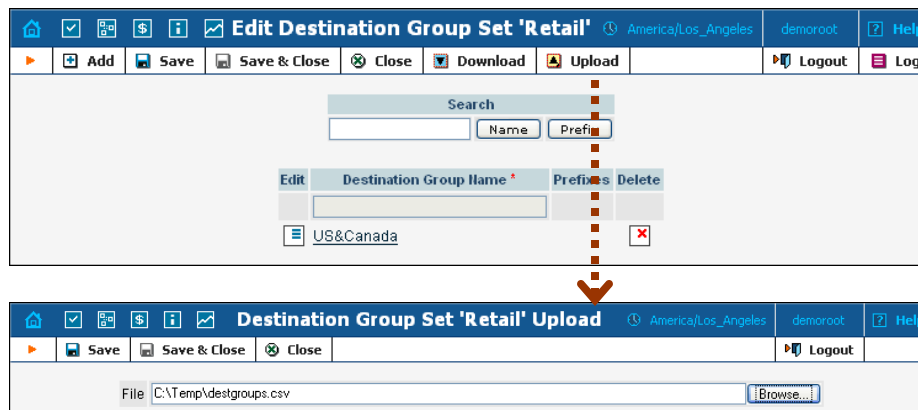 Edit Destination Group Set 'Retail' America/Los_Angeles demoroot ? Help
Add Save Save & Close Close Download Upload Logout Log
Search
Name Prefix
Edit Destination Group Name * Prefixes Delete
US&Canada
Destination Group Set 'Retail' Upload America/Los_Angeles demoroot ? Help
Save Save & Close Close Logout
File C:\Temp\destgroups.csv Browse...